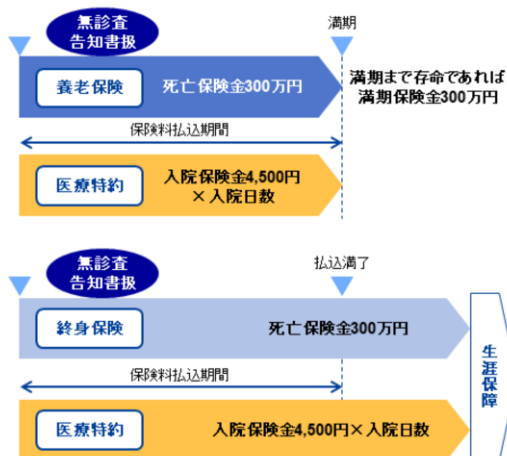 無診査
告知書扱
満期
養老保険
死亡保険金300万円
満期まで存命であれば
満期保険金300万円
保険料払込期間
医療特約
入院保険金4,500円
×入院日数
無診査
告知書扱
払込満了
終身保険
死亡保険金300万円
生涯保障
保険料払込期間
医療特約
入院保険金4,500円×入院日数